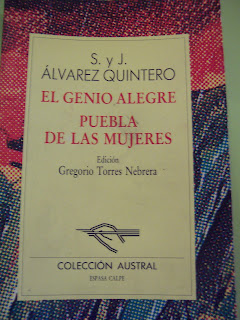 S. y J.
ÁLVAREZ QUINTERO
EL GENIO ALEGRE
PUEBLA
DE LAS MUJERES
Edición
Gregorio Torres Nebrera
COLECCIÓN AUSTRAL
ESPASA CALPE